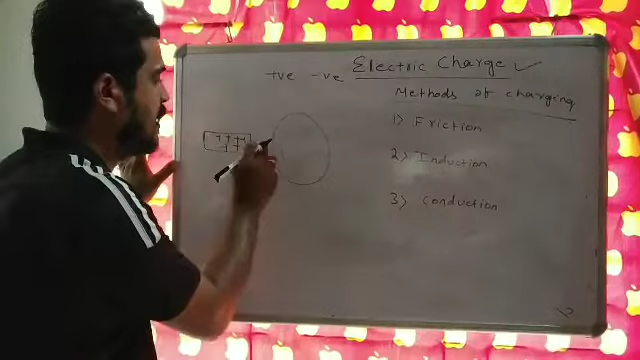 +ve -ve Electric Charge ✓
Methods of charging
1) Friction
2) Induction
3) conduction
++++
++